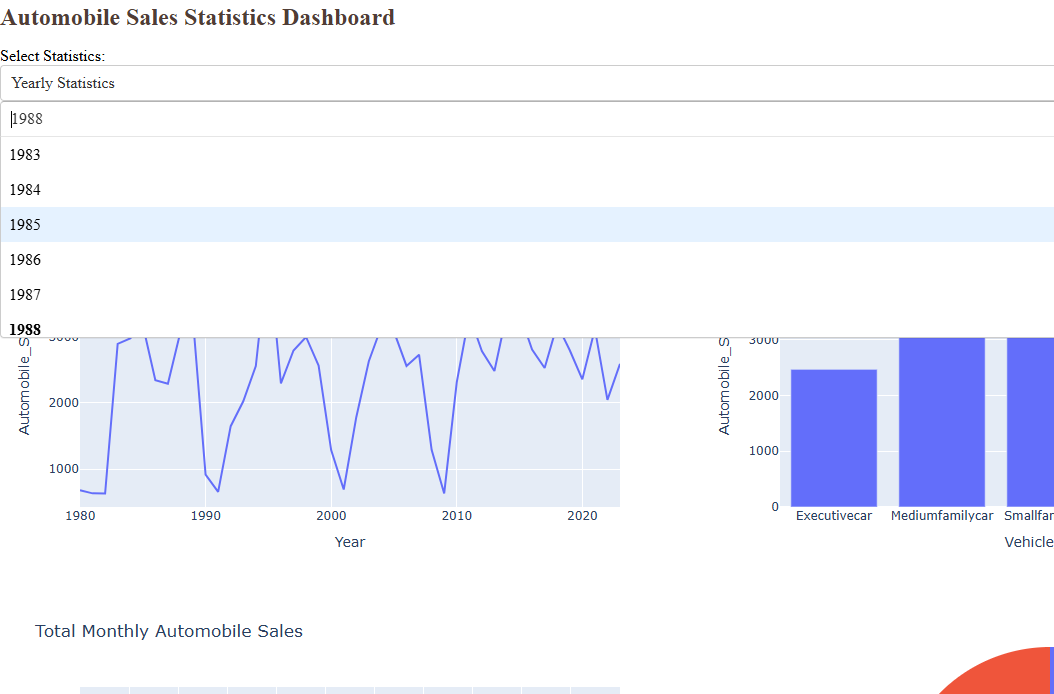 Automobile Sales Statistics Dashboard
Select Statistics:
Yearly Statistics
1988
1983
1984
1985
1986
1987
1988
3000
2000
1000
Automobile_S
1980 1990 2000 2010 2020
Year
3000
2000
1000
0
Automobile_S
Executivecar Mediumfamilycar Smallfar
Vehicle
Total Monthly Automobile Sales